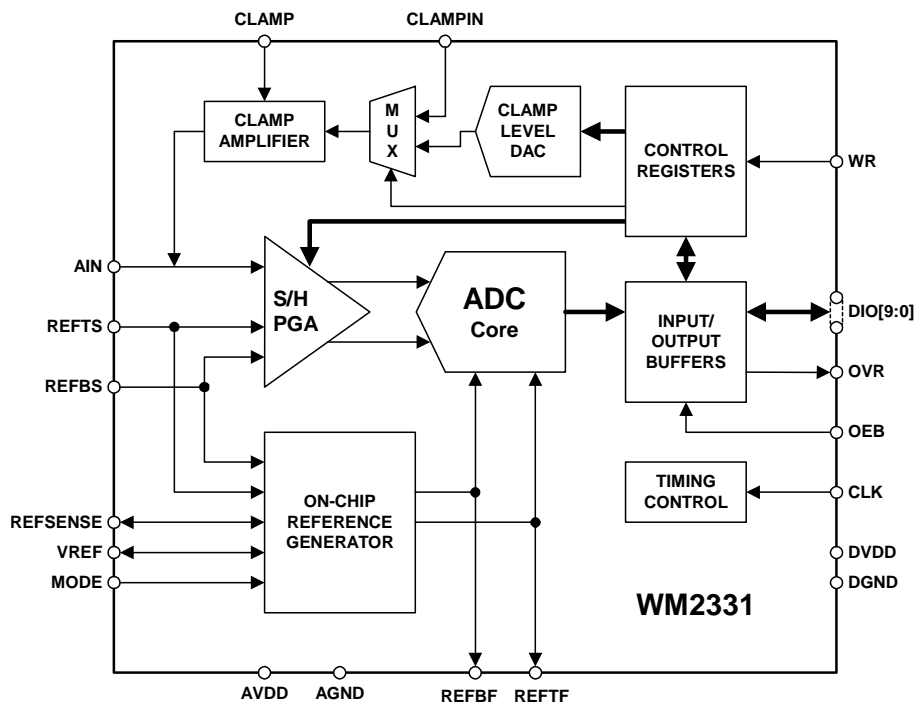 CLAMP
CLAMPIN
CLAMP
AMPLIFIER
M
U
X
CLAMP
LEVEL
DAC
CONTROL
REGISTERS
WR
AIN
S/H
PGA
ADC
Core
INPUT/
OUTPUT
BUFFERS
DIO[9:0]
REFTS
OVR
REFBS
OEB
TIMING
CONTROL
CLK
ON-CHIP
REFERENCE
GENERATOR
REFSENSE
VREF
MODE
DVDD
DGND
WM2331
AVDD
AGND
REFBF
REFTF